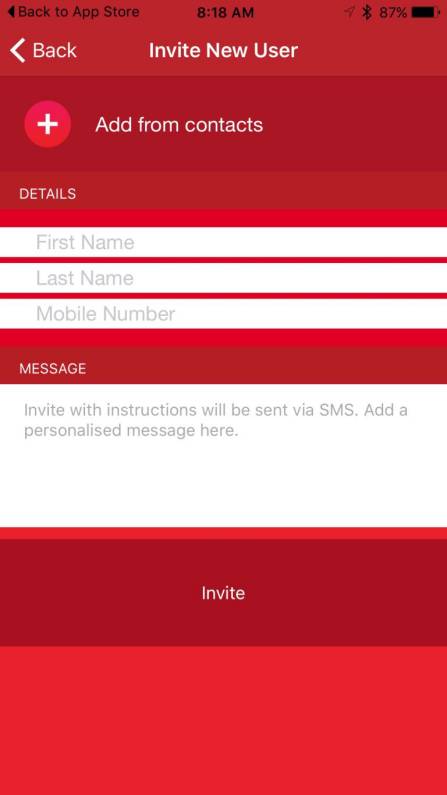 Back to App Store 8:18 AM 87%
Back Invite New User
Add from contacts
DETAILS
First Name
Last Name
Mobile Number
MESSAGE
Invite with instructions will be sent via SMS. Add a
personalised message here.
Invite